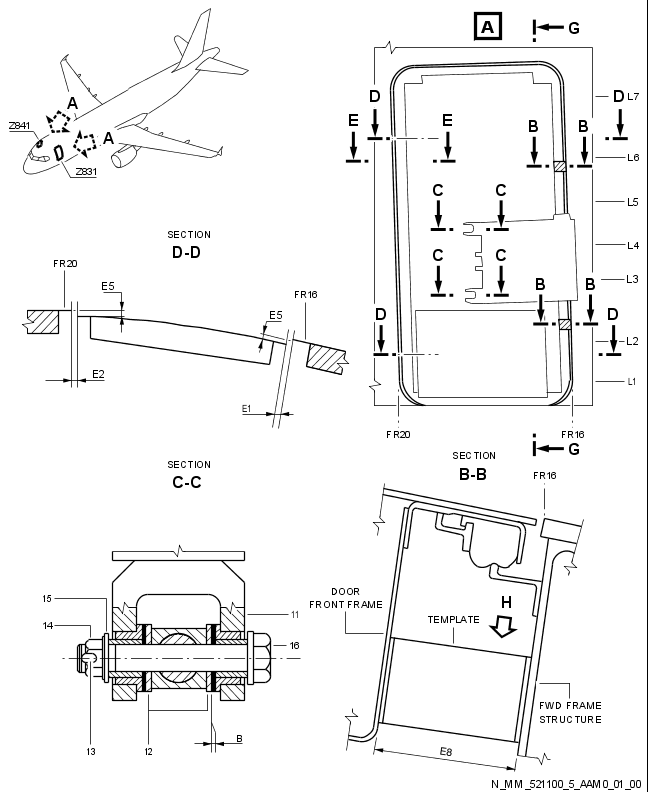 A
G
A
Z841
A
Z831
D
D
L7
E
E
B
B
L6
C
C
L5
L4
SECTION
D-D
C
C
L3
FR20
E5
E5
FR16
B
B
D
D
L2
L1
E2
E1
FR20
FR16
G
SECTION
C-C
SECTION
B-B
FR16
15
14
11
16
13
12
B
DOOR
FRONT FRAME
H
TEMPLATE
FWD FRAME
STRUCTURE
E8
N_MM_521100_5_AAM0_01_00